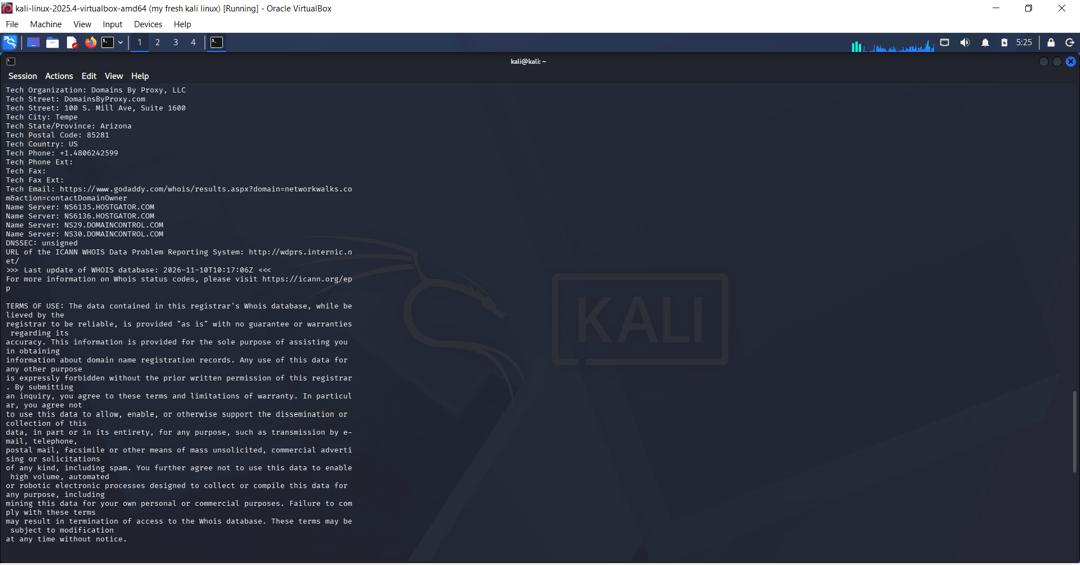 kali-linux-2025.4-virtualbox-amd64 (my fresh kali linux) [Running] - Oracle VirtualBox
File Machine View Input Devices Help
1 2 3 4 5:25
kali@kali: ~
Session Actions Edit View Help
Tech Organization: Domains By Proxy, LLC
Tech Street: DomainsByProxy.com
Tech Street: 100 S. Mill Ave, Suite 1600
Tech City: Tempe
Tech State/Province: Arizona
Tech Postal Code: 85281
Tech Country: US
Tech Phone: +1.4806242599
Tech Phone Ext:
Tech Fax:
Tech Fax Ext:
Tech Email: https://www.godaddy.com/whois/results.aspx?domain=networkwalks.co
m&action=contactDomainOwner
Name Server: NS6135.HOSTGATOR.COM
Name Server: NS6136.HOSTGATOR.COM
Name Server: NS29.DOMAINCONTROL.COM
Name Server: NS30.DOMAINCONTROL.COM
DNSSEC: unsigned
URL of the ICANN WHOIS Data Problem Reporting System: http://wdprs.internic.n
et/
>>> Last update of WHOIS database: 2026-11-10T10:17:06Z <<<
For more information on Whois status codes, please visit https://icann.org/ep
p
TERMS OF USE: The data contained in this registrar's Whois database, while be
lieved by the
registrar to be reliable, is provided "as is" with no guarantee or warranties
 regarding its
accuracy. This information is provided for the sole purpose of assisting you
in obtaining
information about domain name registration records. Any use of this data for
any other purpose
is expressly forbidden without the prior written permission of this registrar
. By submitting
an inquiry, you agree to these terms and limitations of warranty. In particul
ar, you agree not
to use this data to allow, enable, or otherwise support the dissemination or
collection of this
data, in part or in its entirety, for any purpose, such as transmission by e-
mail, telephone,
postal mail, facsimile or other means of mass unsolicited, commercial adverti
sing or solicitations
of any kind, including spam. You further agree not to use this data to enable
 high volume, automated
or robotic electronic processes designed to collect or compile this data for
any purpose, including
mining this data for your own personal or commercial purposes. Failure to com
ply with these terms
may result in termination of access to the Whois database. These terms may be
 subject to modification
at any time without notice.
KALI